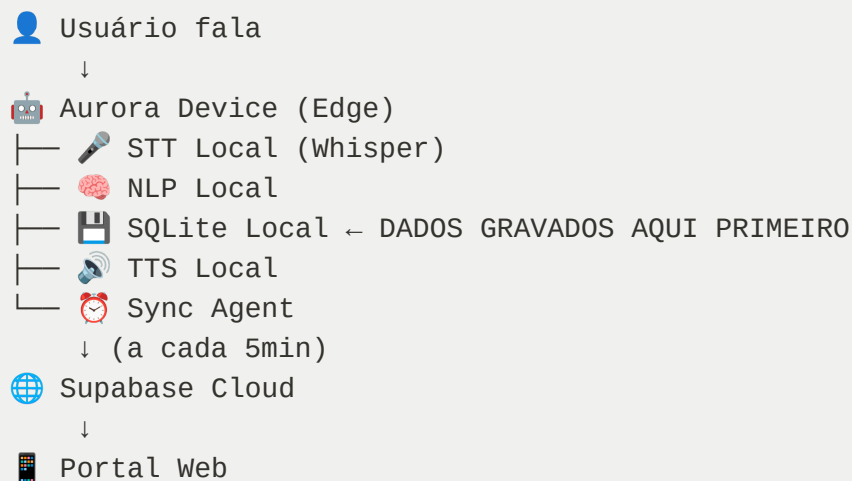 👤 Usuário fala
↓
🤖 Aurora Device (Edge)
├── 🎤 STT Local (Whisper)
├── 🧠 NLP Local
├── 💾 SQLite Local ← DADOS GRAVADOS AQUI PRIMEIRO
├── 🔊 TTS Local
└── ⏰ Sync Agent
↓ (a cada 5min)
🌐 Supabase Cloud
↓
📱 Portal Web